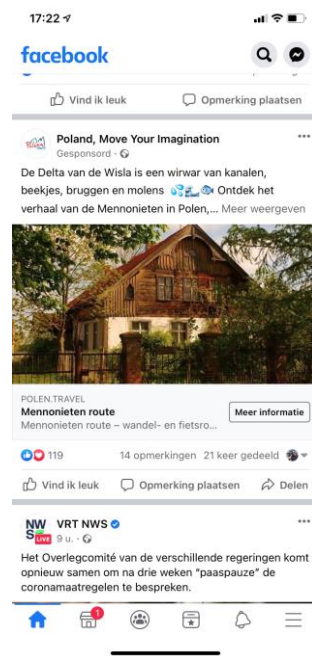 17:22
facebook
Vind ik leuk
Opmerking plaatsen
Poland, Move Your Imagination
Gesponsord ·
De Delta van de Wisla is een wirwar van kanalen,
beekjes, bruggen en molens 💦🌊🐟 Ontdek het
verhaal van de Mennonieten in Polen,... Meer weergeven
POLEN.TRAVEL
Mennonieten route
Mennonieten route – wandel- en fietsro...
Meer informatie
119
14 opmerkingen 21 keer gedeeld
Vind ik leuk
Opmerking plaatsen
Delen
NW
S LIVE
VRT NWS
9 u. ·
Het Overlegcomité van de verschillende regeringen komt
opnieuw samen om na drie weken “paaspauze” de
coronamaatregelen te bespreken.
1